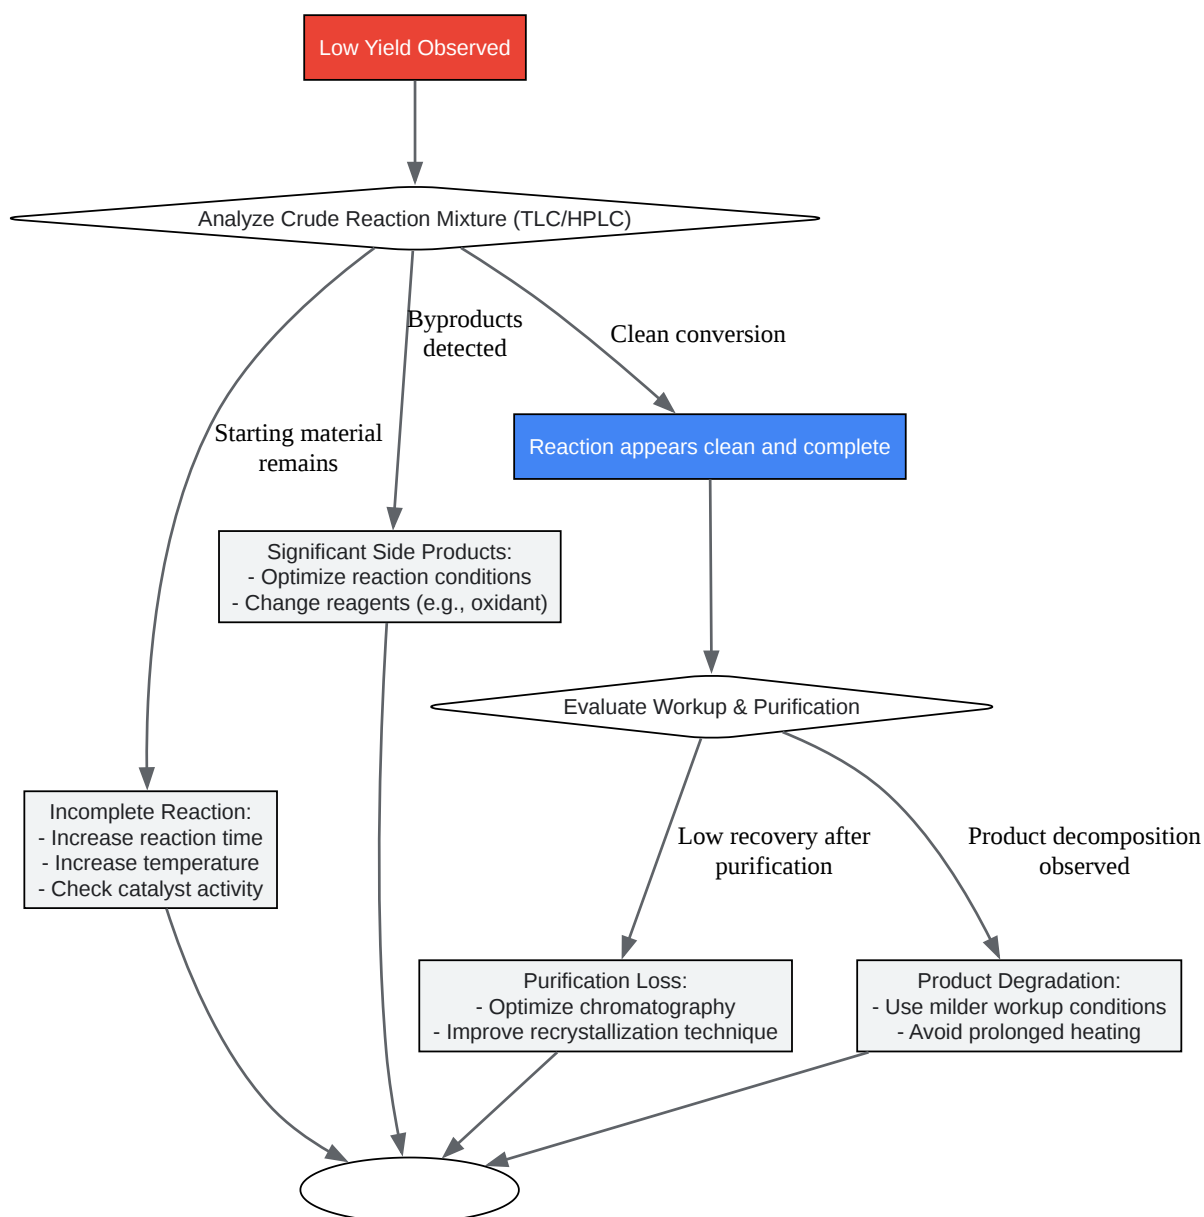 Low Yield Observed
Analyze Crude Reaction Mixture (TLC/HPLC)
Byproducts
detected
Clean conversion
Starting material
remains
Reaction appears clean and complete
Significant Side Products:
- Optimize reaction conditions
- Change reagents (e.g., oxidant)
Evaluate Workup & Purification
Incomplete Reaction:
- Increase reaction time
- Increase temperature
- Check catalyst activity
Low recovery after
purification
Product decomposition
observed
Purification Loss:
- Optimize chromatography
- Improve recrystallization technique
Product Degradation:
- Use milder workup conditions
- Avoid prolonged heating